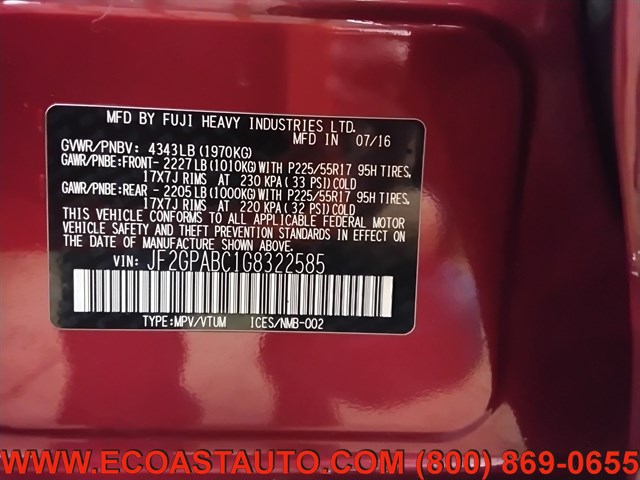 MFD BY FUJI HEAVY INDUSTRIES LTD.
MFD IN 07/16
GVWR/PNBV: 4343LB(1970KG)
GAWR/PNBE:FRONT- 2227LB(1010KG)WITH P225/55R17 95H TIRES,
17X7J RIMS AT 230 KPA(33 PSI)COLD
GAWR/PNBE:REAR - 2205LB(1000KG)WITH P225/55R17 95H TIRES,
17X7J RIMS AT 220 KPA(32 PSI)COLD
THIS VEHICLE CONFORMS TO ALL APPLICABLE FEDERAL MOTOR
VEHICLE SAFETY AND THEFT PREVENTION STANDARDS IN EFFECT
ON THE DATE OF MANUFACTURE SHOWN ABOVE.
VIN: JF2GPABC1G8322585
TYPE:MPV/VTUM ICES/NMB-002
WWW.ECOASTAUTO.COM (800) 869-0655